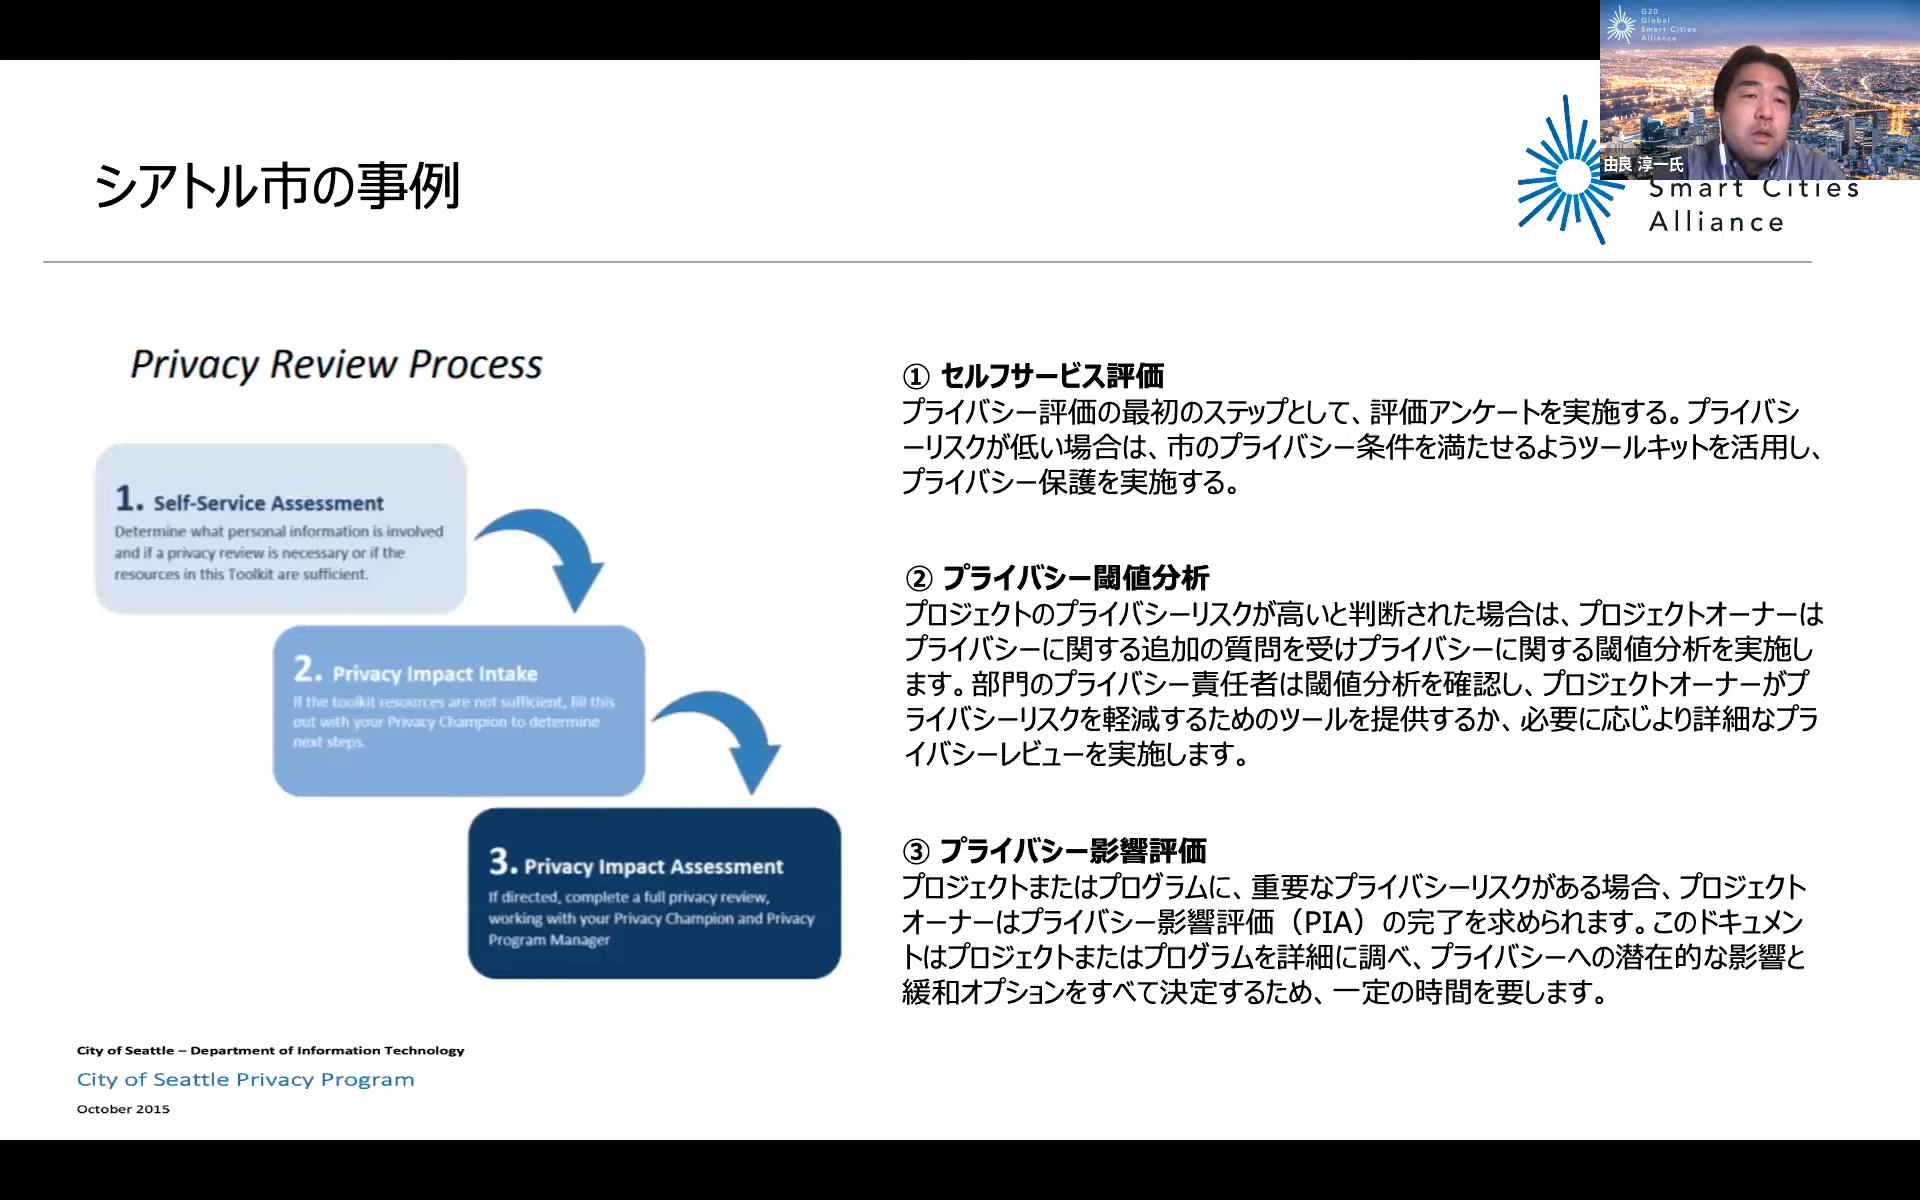 G20
Global
Smart Cities
Alliance
由良 淳一氏
シアトル市の事例
Smart Cities
Alliance
Privacy Review Process
1. Self-Service Assessment
Determine what personal information is involved
and if a privacy review is necessary or if the
resources in this Toolkit are sufficient.
2. Privacy Impact Intake
If the toolkit resources are not sufficient, fill this
out with your Privacy Champion to determine
next steps.
3. Privacy Impact Assessment
If directed, complete a full privacy review,
working with your Privacy Champion and Privacy
Program Manager
① セルフサービス評価
プライバシー評価の最初のステップとして、評価アンケートを実施する。プライバシ
ーリスクが低い場合は、市のプライバシー条件を満たせるようツールキットを活用し、
プライバシー保護を実施する。
② プライバシー閾値分析
プロジェクトのプライバシーリスクが高いと判断された場合は、プロジェクトオーナーは
プライバシーに関する追加の質問を受けプライバシーに関する閾値分析を実施し
ます。部門のプライバシー責任者は閾値分析を確認し、プロジェクトオーナーがプ
ライバシーリスクを軽減するためのツールを提供するか、必要に応じより詳細なプラ
イバシーレビューを実施します。
③ プライバシー影響評価
プロジェクトまたはプログラムに、重要なプライバシーリスクがある場合、プロジェクト
オーナーはプライバシー影響評価（PIA）の完了を求められます。このドキュメン
トはプロジェクトまたはプログラムを詳細に調べ、プライバシーへの潜在的な影響と
緩和オプションをすべて決定するため、一定の時間を要します。
City of Seattle – Department of Information Technology
City of Seattle Privacy Program
October 2015